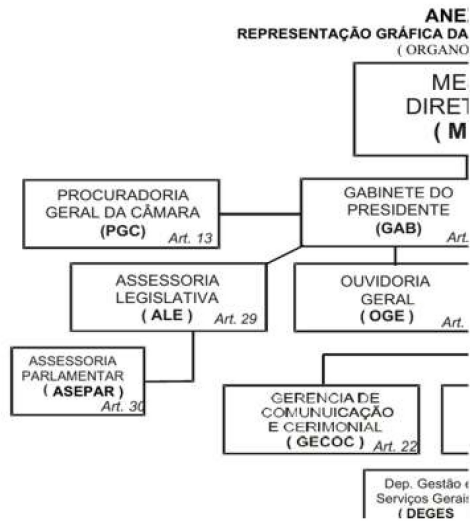 ANE
REPRESENTAÇÃO GRÁFICA DA
( ORGANO
ME
DIRET
( M
PROCURADORIA
GERAL DA CÂMARA
(PGC)
Art. 13
GABINETE DO
PRESIDENTE
(GAB)
Art.
ASSESSORIA
LEGISLATIVA
( ALE )
Art. 29
OUVIDORIA
GERAL
( OGE )
Art.
ASSESSORIA
PARLAMENTAR
( ASEPAR )
Art. 30
GERENCIA DE
COMUNUICAÇÃO
E CERIMONIAL
( GECOC )
Art. 22
Dep. Gestão e
Serviços Gerais
( DEGES